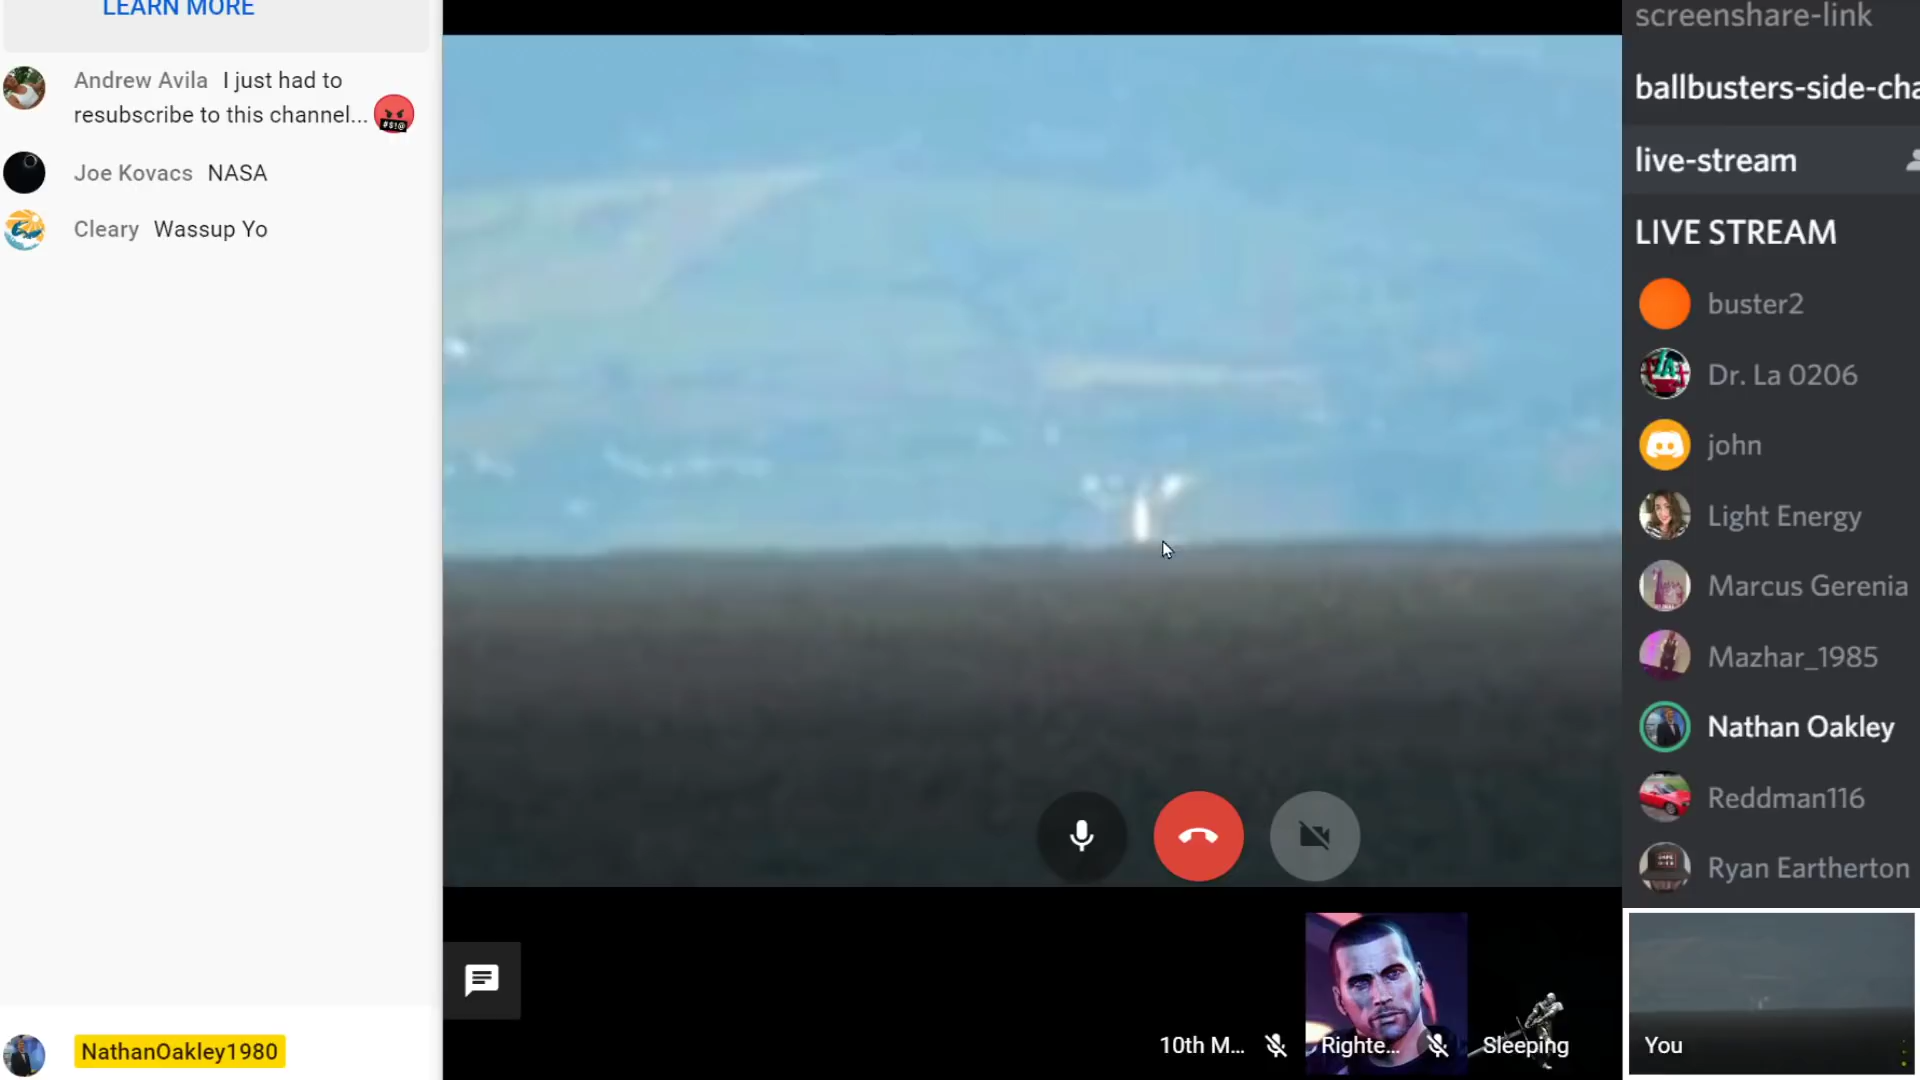 LEARN MORE
Andrew Avila I just had to
resubscribe to this channel...
Joe Kovacs NASA
Cleary Wassup Yo
NathanOakley1980
10th M...
Righte...
Sleeping
screenshare-link
ballbusters-side-cha
live-stream
LIVE STREAM
buster2
Dr. La 0206
john
Light Energy
Marcus Gerenia
Mazhar_1985
Nathan Oakley
Reddman116
Ryan Eartherton
You